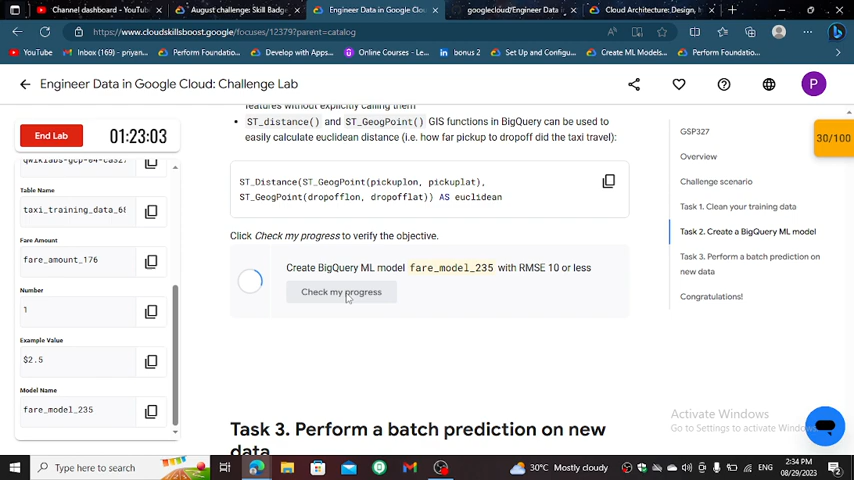 Channel dashboard - YouTub
August challenge: Skill Badg
Engineer Data in Google Clou
googlecloud/Engineer Data
Cloud Architecture: Design, I
https://www.cloudskillsboost.google/focuses/12379?parent=catalog
YouTube
Inbox (169) - priyan...
Perform Foundatio...
Develop with Apps...
Online Courses - Le...
bonus 2
Set Up and Configu...
Create ML Models...
Perform Foundatio...
Engineer Data in Google Cloud: Challenge Lab
P
End Lab
01:23:03
Table Name
taxi_training_data_6
Fare Amount
fare_amount_176
Number
1
Example Value
$2.5
Model Name
fare_model_235
features without explicitly calling them
ST_distance() and ST_GeogPoint() GIS functions in BigQuery can be used to
easily calculate euclidean distance (i.e. how far pickup to dropoff did the taxi travel):
ST_Distance(ST_GeogPoint(pickuplon, pickuplat),
ST_GeogPoint(dropofflon, dropofflat)) AS euclidean
Click Check my progress to verify the objective.
Create BigQuery ML model fare_model_235 with RMSE 10 or less
Check my progress
Task 3. Perform a batch prediction on new
data
30/100
GSP327
Overview
Challenge scenario
Task 1. Clean your training data
Task 2. Create a BigQuery ML model
Task 3. Perform a batch prediction on
new data
Congratulations!
Activate Windows
Go to Settings to activate Window
Type here to search
30°C Mostly cloudy
ENG
2:34 PM
08/29/2023
2